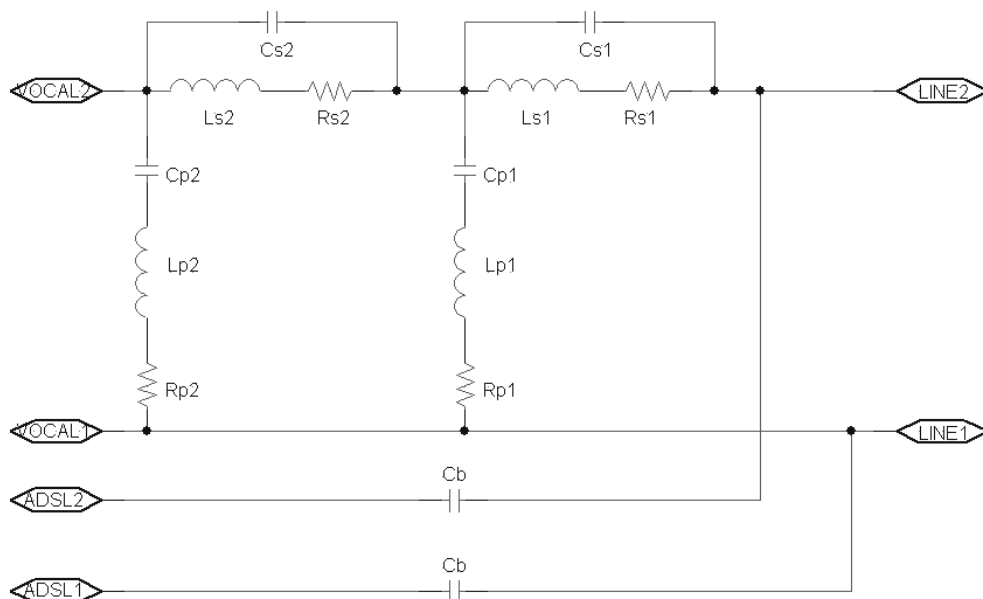 Cs2
Cs1
VOCAL2
LINE2
Ls2
Rs2
Ls1
Rs1
Cp2
Cp1
Lp2
Lp1
Rp2
Rp1
VOCAL1
LINE1
Cb
ADSL2
Cb
ADSL1